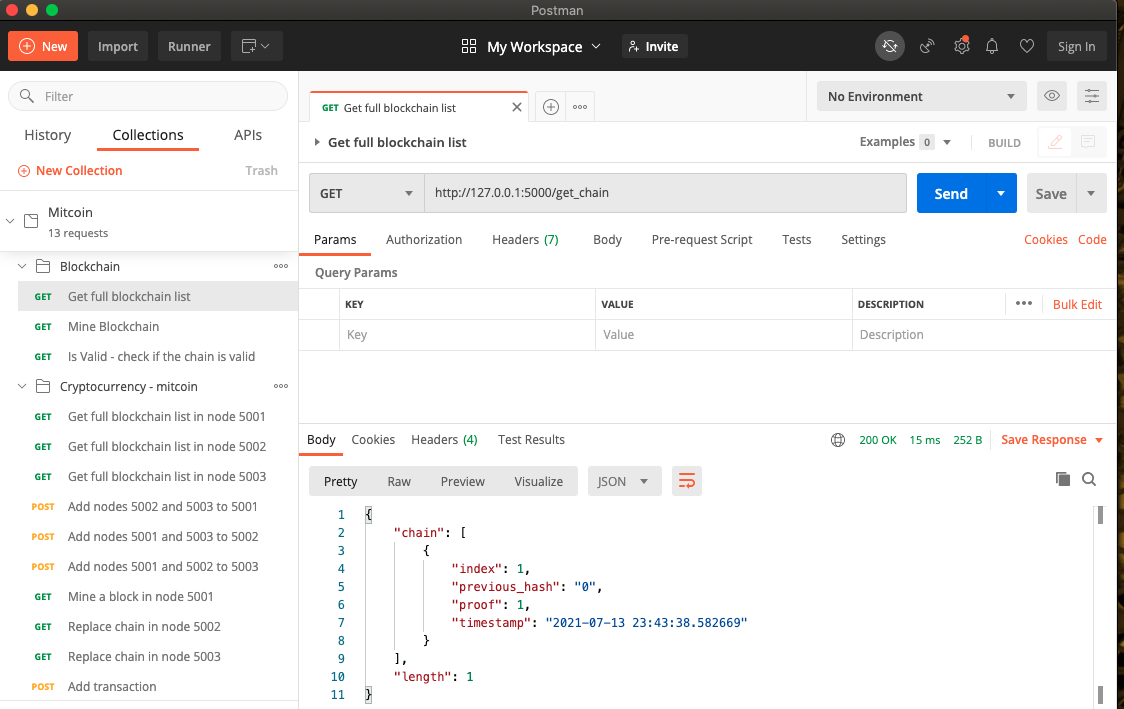 Postman
New Import Runner My Workspace Invite Sign In
Filter
History Collections APIs
New Collection Trash
Mitcoin
13 requests
Blockchain
GET Get full blockchain list
GET Mine Blockchain
GET Is Valid - check if the chain is valid
Cryptocurrency - mitcoin
GET Get full blockchain list in node 5001
GET Get full blockchain list in node 5002
GET Get full blockchain list in node 5003
POST Add nodes 5002 and 5003 to 5001
POST Add nodes 5001 and 5003 to 5002
POST Add nodes 5001 and 5002 to 5003
GET Mine a block in node 5001
GET Replace chain in node 5002
GET Replace chain in node 5003
POST Add transaction
GET Get full blockchain list
No Environment
Get full blockchain list Examples 0 BUILD
GET http://127.0.0.1:5000/get_chain Send Save
Params Authorization Headers (7) Body Pre-request Script Tests Settings Cookies Code
Query Params
KEY VALUE DESCRIPTION Bulk Edit
Key Value Description
Body Cookies Headers (4) Test Results 200 OK 15 ms 252 B Save Response
Pretty Raw Preview Visualize JSON
1 {
2 "chain": [
3 {
4 "index": 1,
5 "previous_hash": "0",
6 "proof": 1,
7 "timestamp": "2021-07-13 23:43:38.582669"
8 }
9 ],
10 "length": 1
11 }